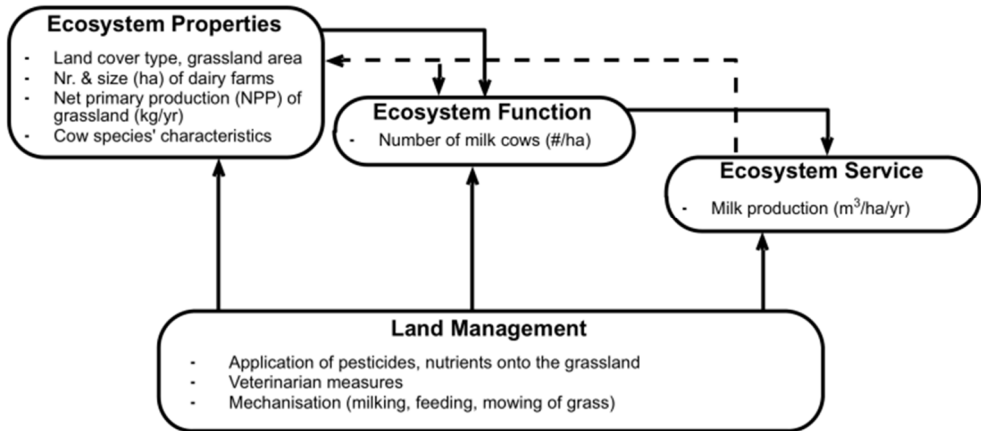 Ecosystem Properties
- Land cover type, grassland area
- Nr. & size (ha) of dairy farms
- Net primary production (NPP) of
grassland (kg/yr)
- Cow species' characteristics
Ecosystem Function
- Number of milk cows (#/ha)
Ecosystem Service
- Milk production (m³/ha/yr)
Land Management
- Application of pesticides, nutrients onto the grassland
- Veterinarian measures
- Mechanisation (milking, feeding, mowing of grass)